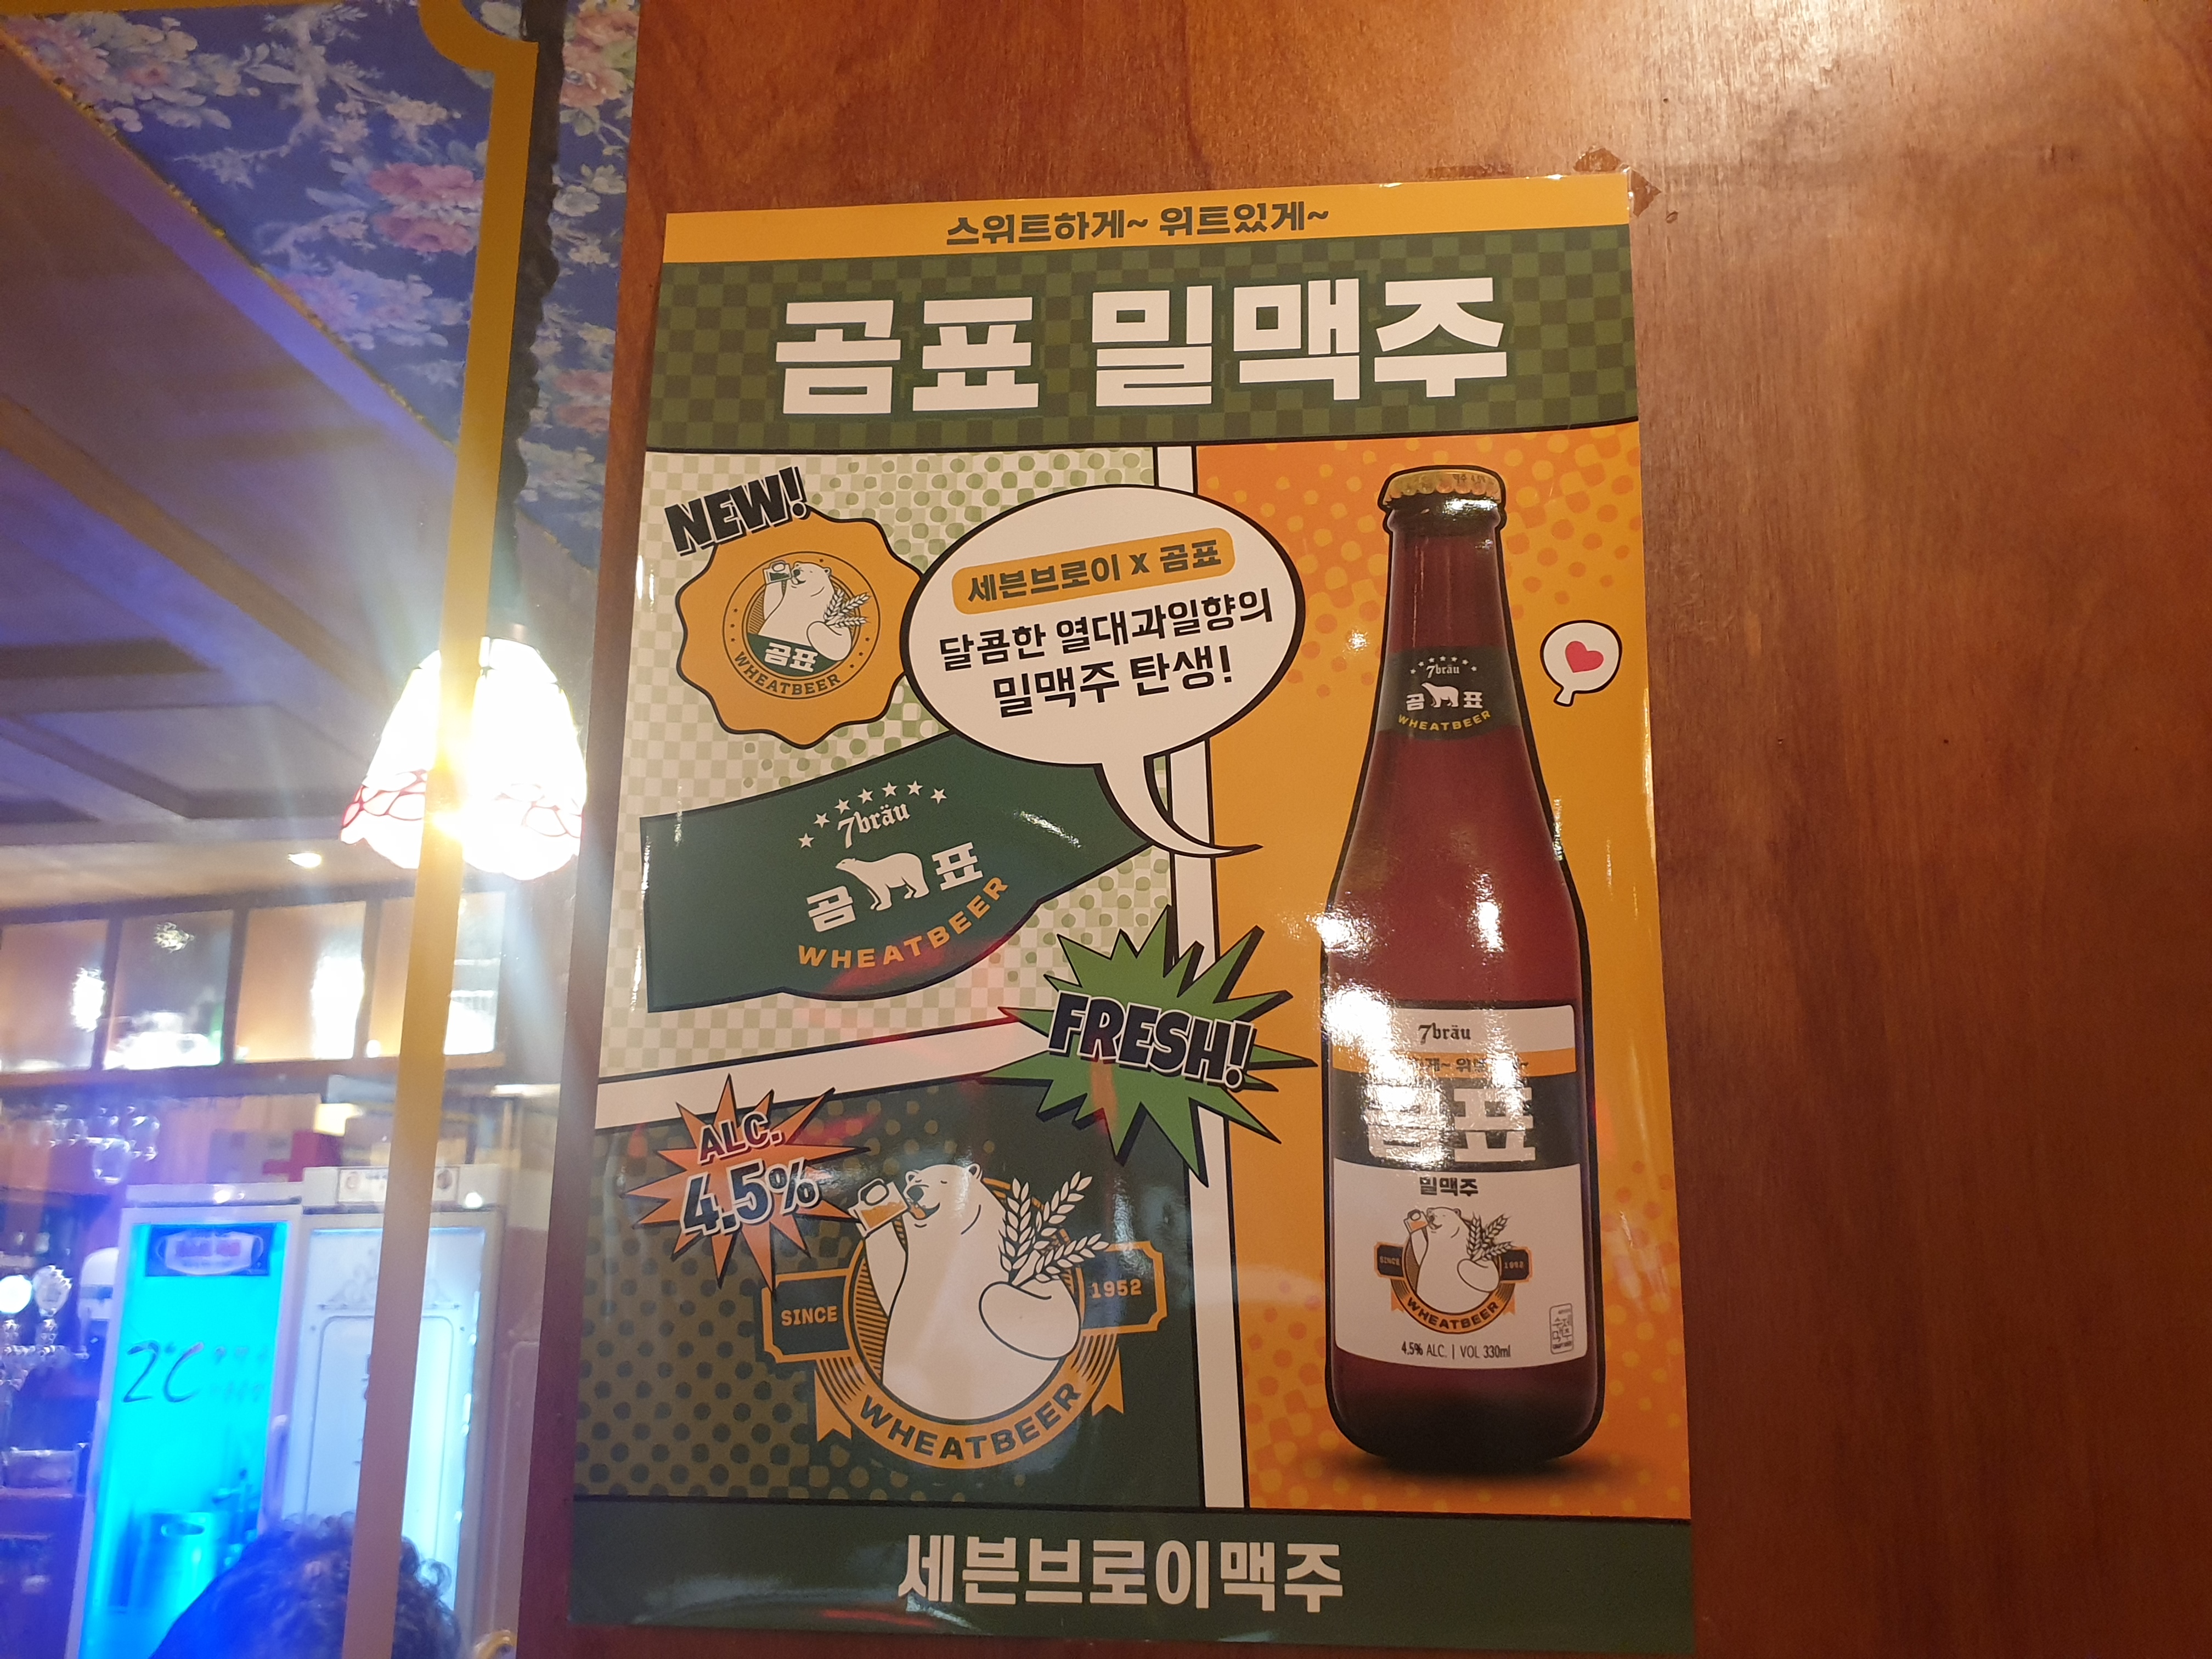 스위트하게~ 위트있게~
곰표 밀맥주
NEW!
곰표
WHEATBEER
세븐브로이 X 곰표
달콤한 열대과일향의
밀맥주 탄생!
7bräu
곰표
WHEATBEER
FRESH!
ALC.
4.5%
SINCE 1952
WHEATBEER
7bräu
곰표
WHEATBEER
7bräu
곰표
밀맥주
SINCE 1952
WHEATBEER
4.5% ALC. | VOL 330ml
세븐브로이맥주
2°C